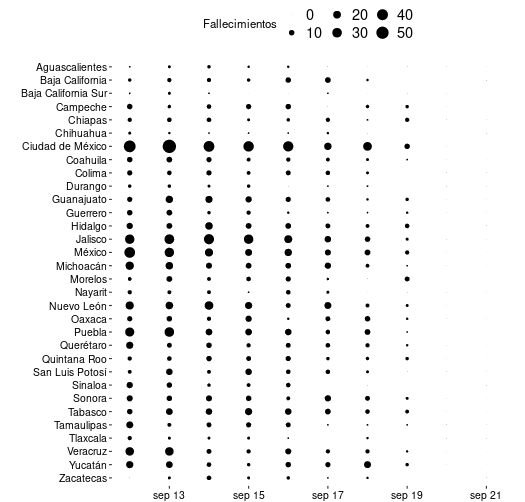 Fallecimientos
0 20 40
10 30 50
Aguascalientes
Baja California
Baja California Sur
Campeche
Chiapas
Chihuahua
Ciudad de México
Coahuila
Colima
Durango
Guanajuato
Guerrero
Hidalgo
Jalisco
México
Michoacán
Morelos
Nayarit
Nuevo León
Oaxaca
Puebla
Querétaro
Quintana Roo
San Luis Potosí
Sinaloa
Sonora
Tabasco
Tamaulipas
Tlaxcala
Veracruz
Yucatán
Zacatecas
sep 13 sep 15 sep 17 sep 19 sep 21